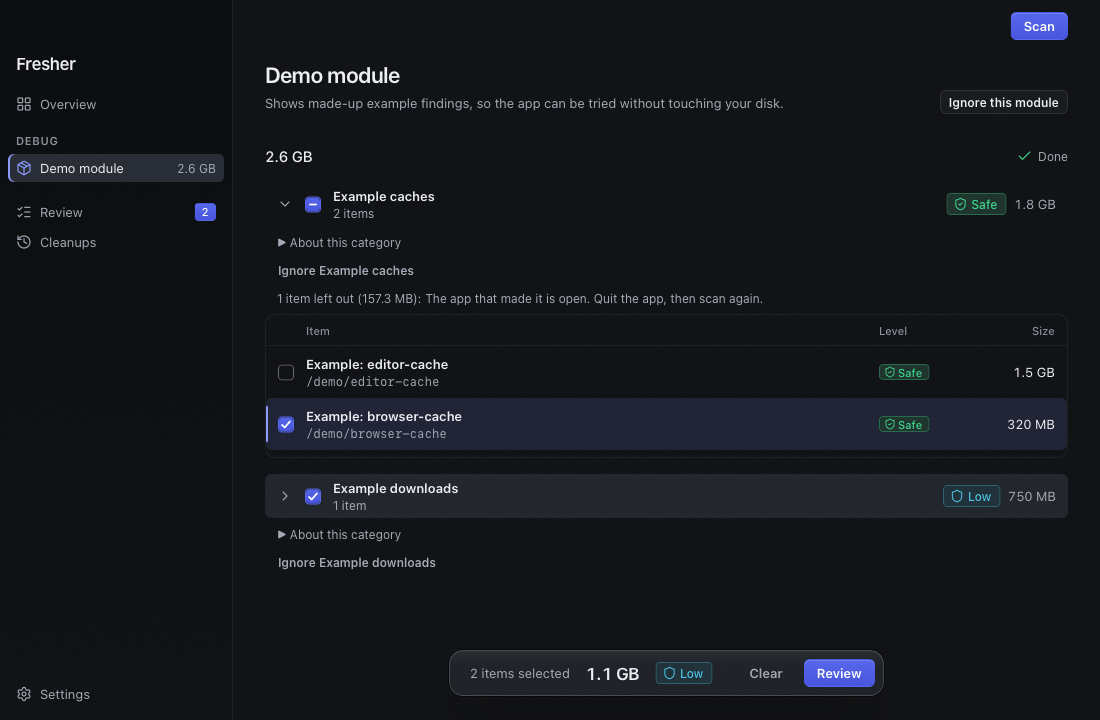 Scan
Fresher
Demo module
Overview
Shows made-up example findings, so the app can be tried without touching your disk.
Ignore this module
DEBUG
Demo module 2.6 GB
2.6 GB
Done
Review 2
Cleanups
Example caches
2 items
Safe 1.8 GB
About this category
Ignore Example caches
1 item left out (157.3 MB): The app that made it is open. Quit the app, then scan again.
Item Level Size
Example: editor-cache
/demo/editor-cache
Safe 1.5 GB
Example: browser-cache
/demo/browser-cache
Safe 320 MB
Example downloads
1 item
Low 750 MB
About this category
Ignore Example downloads
2 items selected 1.1 GB Low Clear Review
Settings